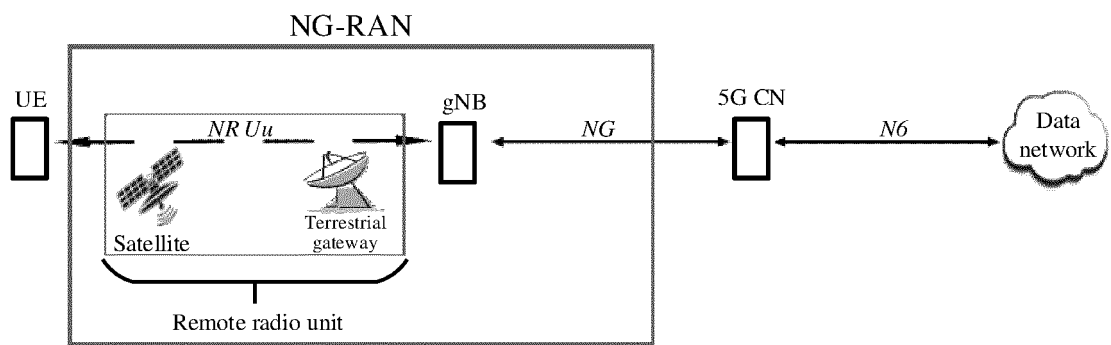 NG-RAN
UE
gNB
5G CN
NR Uu
NG
N6
Data
network
Satellite
Terrestrial
gateway
Remote radio unit